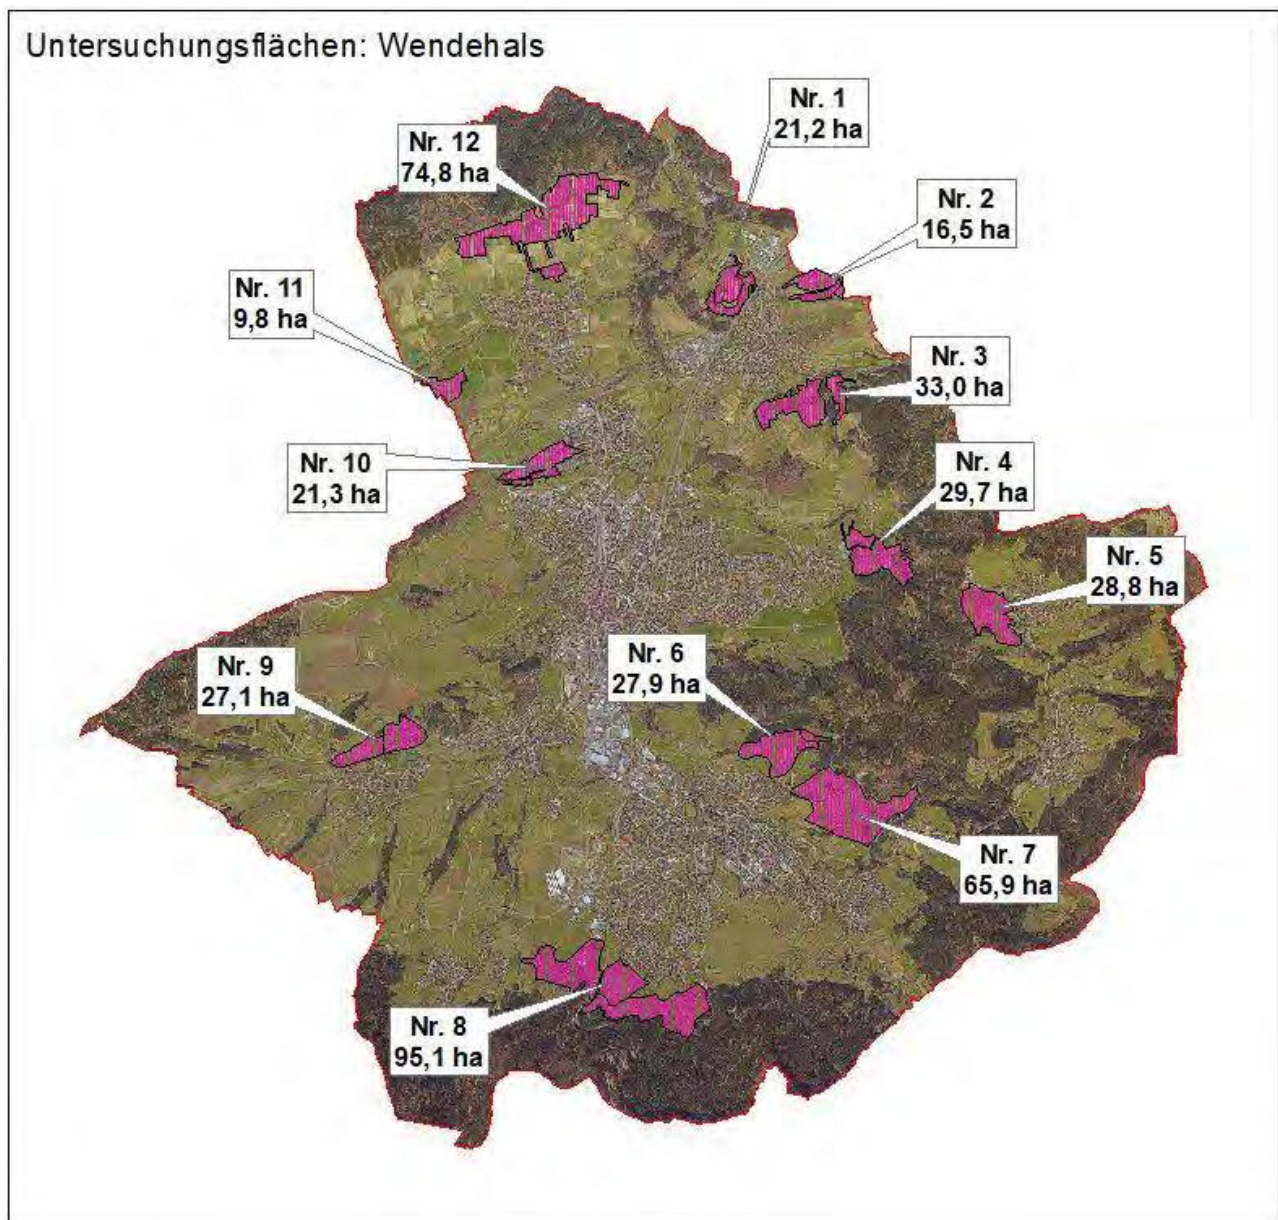 Untersuchungsflächen: Wendehals
Nr. 1
21,2 ha
Nr. 12
74,8 ha
Nr. 2
16,5 ha
Nr. 11
9,8 ha
Nr. 3
33,0 ha
Nr. 10
21,3 ha
Nr. 4
29,7 ha
Nr. 5
28,8 ha
Nr. 6
27,9 ha
Nr. 9
27,1 ha
Nr. 7
65,9 ha
Nr. 8
95,1 ha